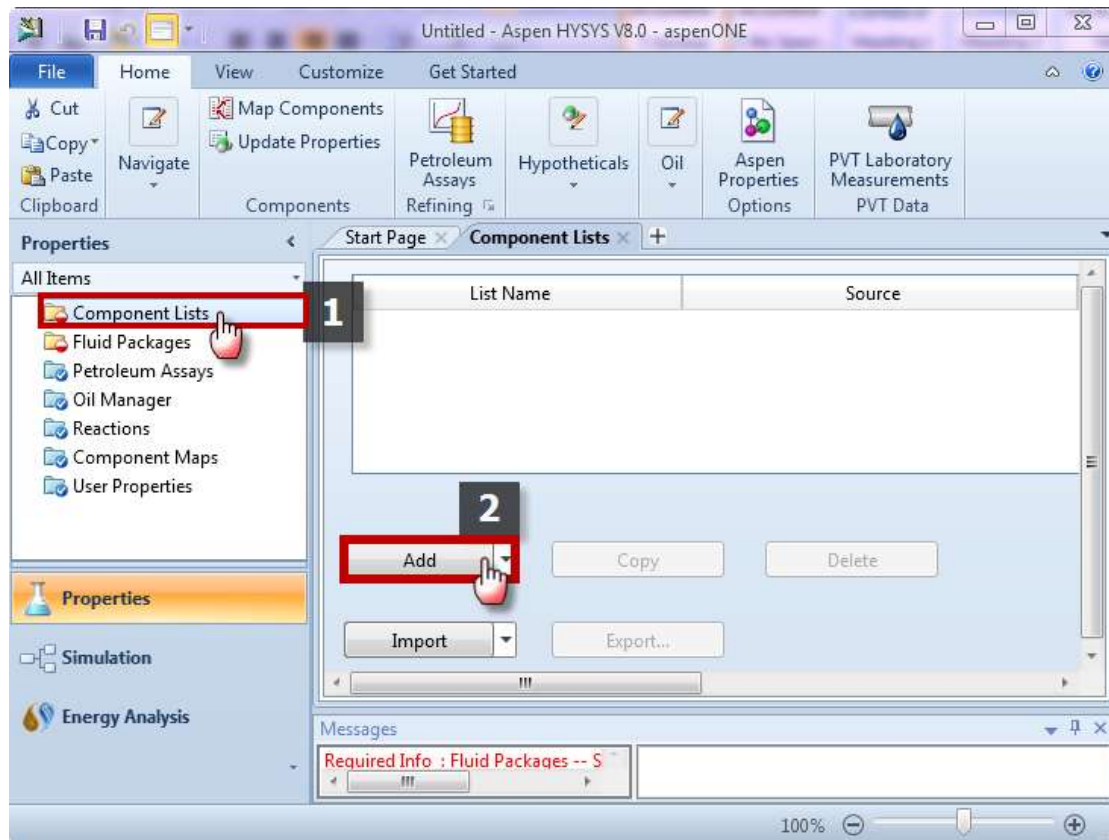 Untitled - Aspen HYSYS V8.0 - aspenONE
File Home View Customize Get Started
Cut
Copy
Paste
Clipboard
Navigate
Map Components
Update Properties
Components
Petroleum
Assays
Refining
Hypotheticals
Oil
Aspen
Properties
Options
PVT Laboratory
Measurements
PVT Data
Properties
All Items
Component Lists
Fluid Packages
Petroleum Assays
Oil Manager
Reactions
Component Maps
User Properties
Properties
Simulation
Energy Analysis
Start Page Component Lists
1
List Name Source
2
Add Copy Delete
Import Export...
Messages
Required Info : Fluid Packages -- S
100%